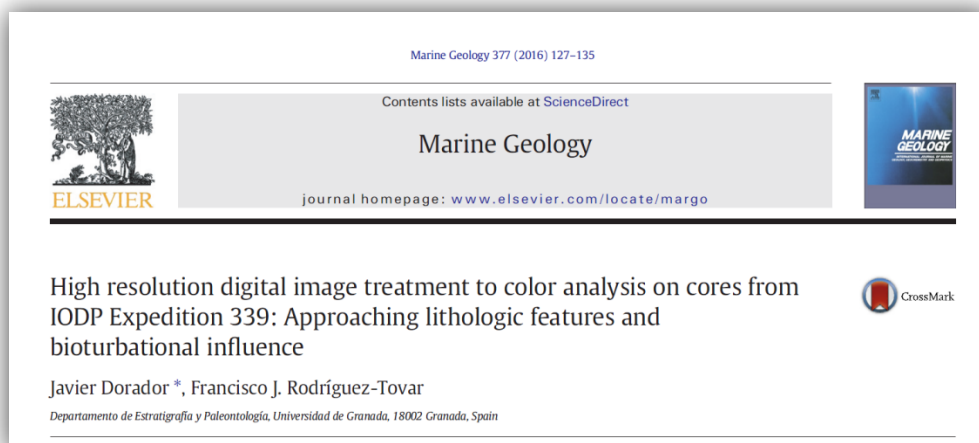 Marine Geology 377 (2016) 127–135
Contents lists available at ScienceDirect
Marine Geology
journal homepage: www.elsevier.com/locate/margo
ELSEVIER
MARINE
GEOLOGY
High resolution digital image treatment to color analysis on cores from
IODP Expedition 339: Approaching lithologic features and
bioturbational influence
CrossMark
Javier Dorador *, Francisco J. Rodríguez-Tovar
Departamento de Estratigrafía y Paleontología, Universidad de Granada, 18002 Granada, Spain